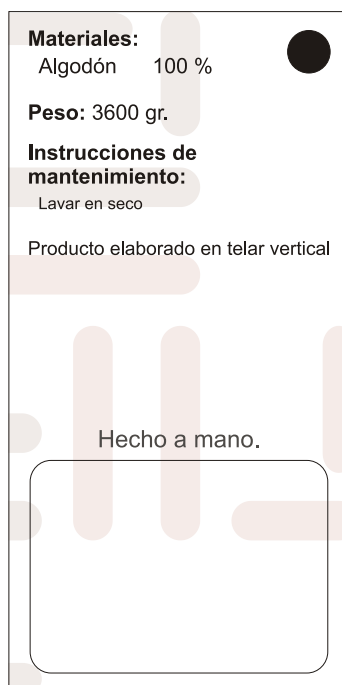 Materiales:
Algodón 100 %
Peso: 3600 gr.
Instrucciones de
mantenimiento:
Lavar en seco
Producto elaborado en telar vertical
Hecho a mano.